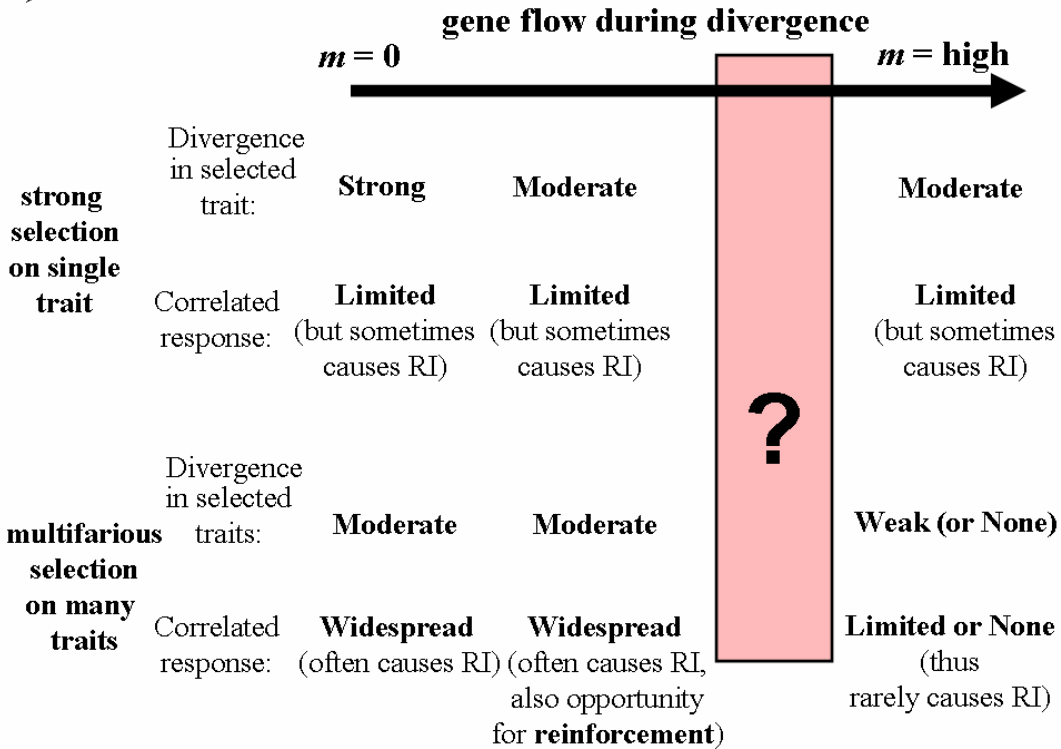 gene flow during divergence
m = 0
m = high
strong
selection
on single
trait
Divergence
in selected
trait:
Strong
Moderate
Moderate
Correlated
response:
Limited
(but sometimes
causes RI)
Limited
(but sometimes
causes RI)
Limited
(but sometimes
causes RI)
?
multifarious
selection
on many
traits
Divergence
in selected
traits:
Moderate
Moderate
Weak (or None)
Correlated
response:
Widespread
(often causes RI)
Widespread
(often causes RI,
also opportunity
for reinforcement)
Limited or None
(thus
rarely causes RI)